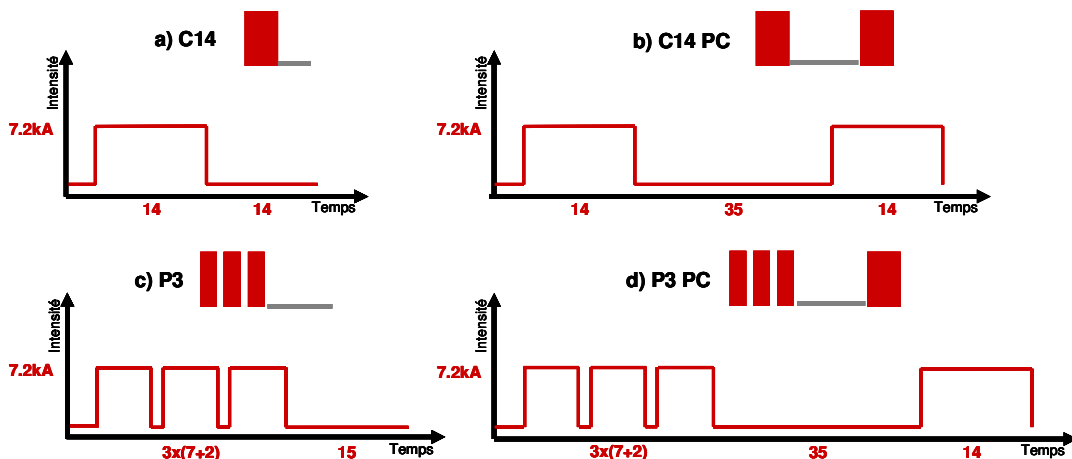 a) C14
Intensité
7.2kA
14
14
Temps
b) C14 PC
Intensité
7.2kA
14
35
14
Temps
c) P3
Intensité
7.2kA
3x(7+2)
15
Temps
d) P3 PC
Intensité
7.2kA
3x(7+2)
35
14
Temps